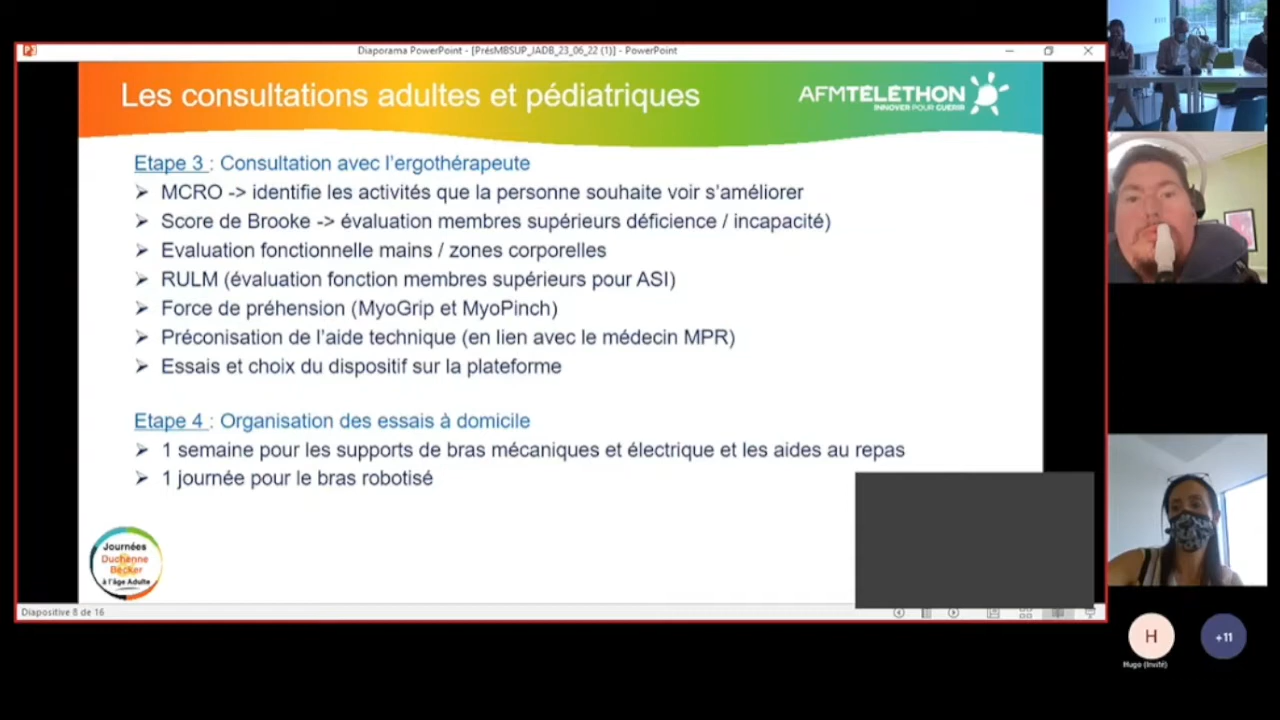 Diaporama PowerPoint - [PrésMBSUP_JADB_23_06_22 (1)] - PowerPoint
Les consultations adultes et pédiatriques
AFMTÉLÉTHON
INNOVER POUR GUÉRIR
Etape 3 : Consultation avec l'ergothérapeute
➢ MCRO -> identifie les activités que la personne souhaite voir s'améliorer
➢ Score de Brooke -> évaluation membres supérieurs déficience / incapacité)
➢ Evaluation fonctionnelle mains / zones corporelles
➢ RULM (évaluation fonction membres supérieurs pour ASI)
➢ Force de préhension (MyoGrip et MyoPinch)
➢ Préconisation de l'aide technique (en lien avec le médecin MPR)
➢ Essais et choix du dispositif sur la plateforme
Etape 4 : Organisation des essais à domicile
➢ 1 semaine pour les supports de bras mécaniques et électrique et les aides au repas
➢ 1 journée pour le bras robotisé
Journées
Duchenne
Becker
à l'âge Adulte
Diapositive 8 de 16
H
+11
Hugo (Invité)